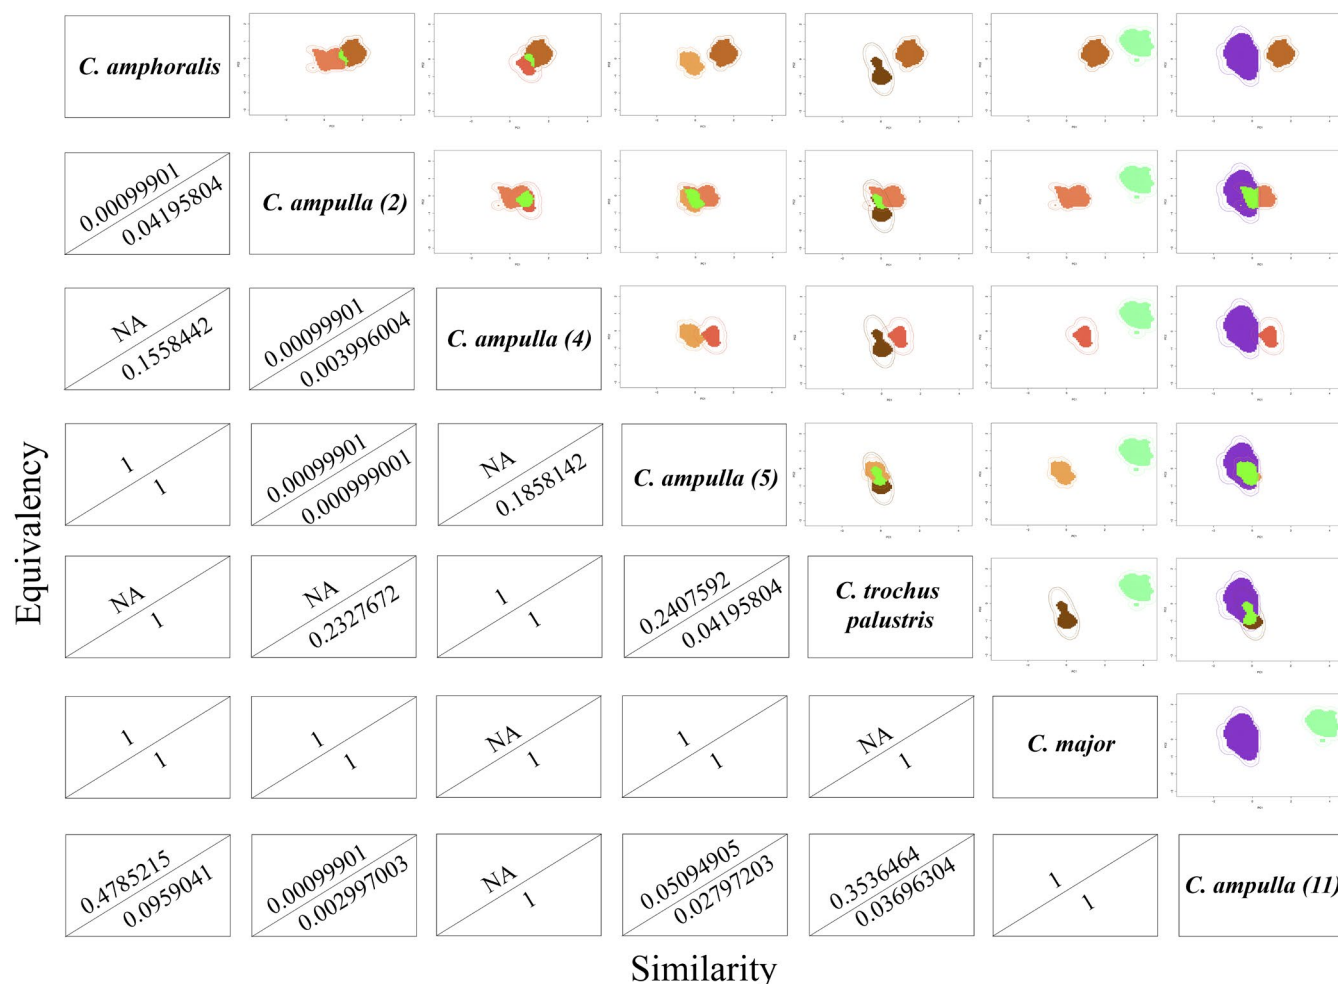 C. amphoralis
0.00099901
0.04195804
C. ampulla (2)
NA
0.1558442
0.00099901
0.003996004
C. ampulla (4)
1
1
0.00099901
0.000999001
NA
0.1858142
C. ampulla (5)
NA
1
NA
0.2327672
1
1
0.2407592
0.04195804
C. trochus
palustris
1
1
1
1
NA
1
1
1
NA
1
C. major
0.4785215
0.0959041
0.00099901
0.002997003
NA
1
0.05094905
0.02797203
0.3536464
0.03696304
1
1
C. ampulla (11)
Equivalency
Similarity